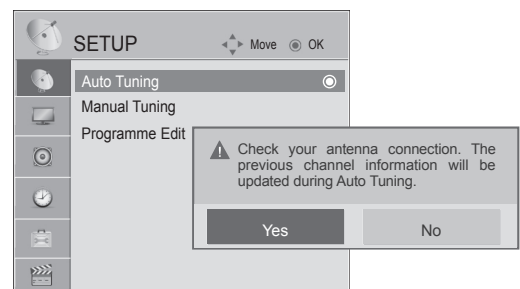 SETUP
Move OK
Auto Tuning
Manual Tuning
Programme Edit
Check your antenna connection. The
previous channel information will be
updated during Auto Tuning.
Yes No